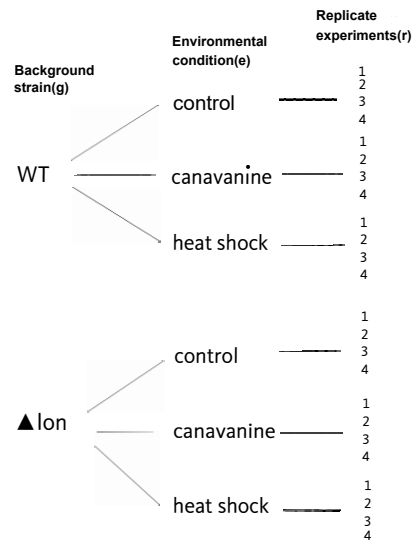 Replicate
experiments(r)
Environmental
condition(e)
Background
strain(g)
control
1
2
3
4
WT
canavanine
1
2
3
4
heat shock
1
2
3
4
control
1
2
3
4
▲lon
canavanine
1
2
3
4
heat shock
1
2
3
4